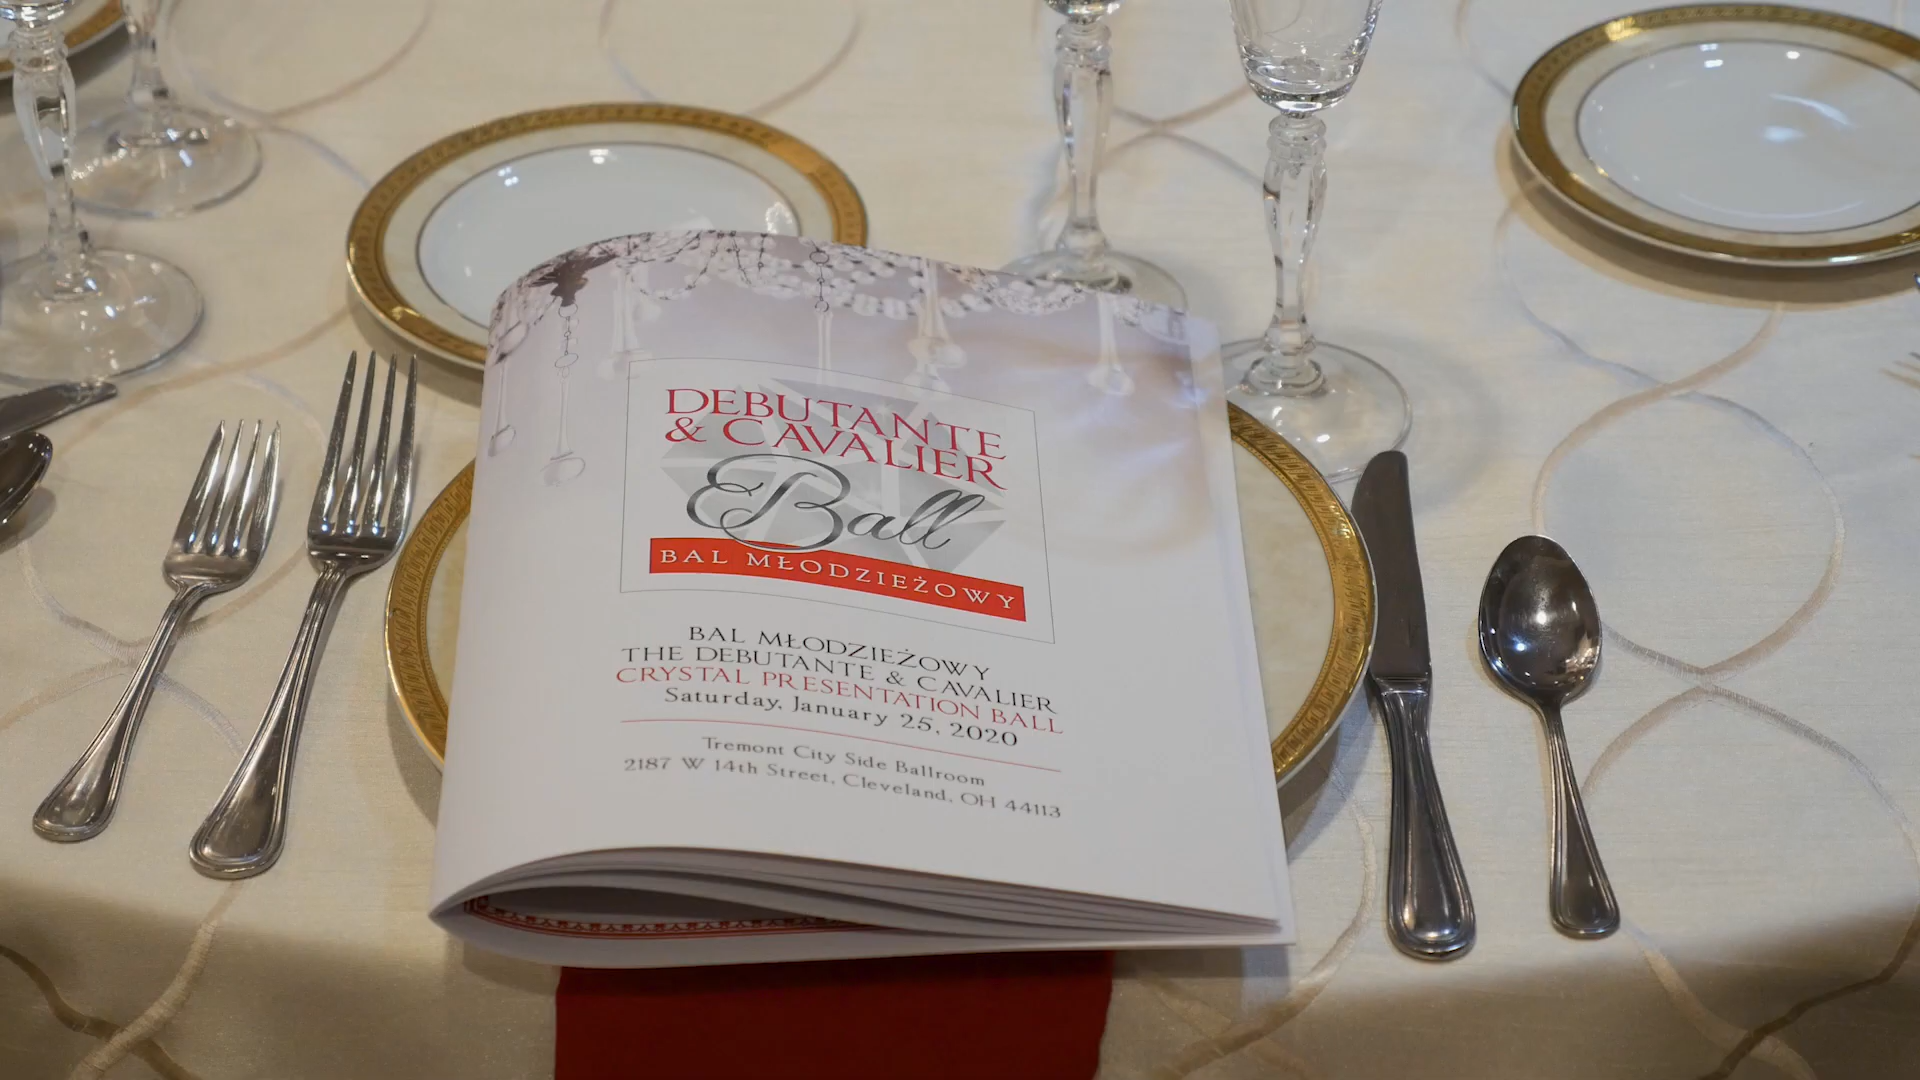 DEBUTANTE
& CAVALIER
Ball
BAL MŁODZIEŻOWY
BAL MŁODZIEŻOWY
THE DEBUTANTE & CAVALIER
CRYSTAL PRESENTATION BALL
Saturday, January 25, 2020
Tremont City Side Ballroom
2187 W 14th Street, Cleveland, OH 44113